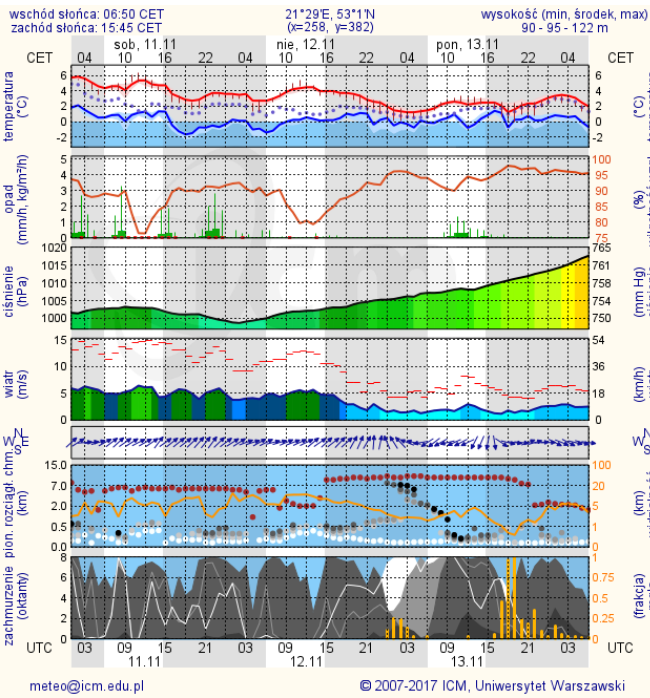 wschód słońca: 06:50 CET 21°29'E, 53°1'N wysokość (min, środek, max)
zachód słońca: 15:45 CET (x=258, y=382) 90 - 95 - 122 m
sob, 11.11 nie, 12.11 pon, 13.11
CET 04 10 16 22 04 10 16 22 04 10 16 22 04 CET
temperatura (°C)
6 4 2 0 -2
6 4 2 0 -2
(°C)
opad (mm/h, kg/m²/h)
5 4 3 2 1 0
100 95 90 85 80 75
(%)
ciśnienie (hPa)
1020 1015 1010 1005 1000
765 761 758 754 750
(mm Hg)
wiatr (m/s)
15 10 5 0
54 36 18 0
(km/h)
N W E S
N W S
pion. rozciągł. chm. (km)
15.0 7.0 2.0 0.5 0.0
100 20 5 1 0
(km)
zachmurzenie (oktanty)
8 6 4 2 0
1 0.75 0.5 0.25 0
(frakcja)
UTC 03 09 15 21 03 09 15 21 03 09 15 21 03 UTC
11.11 12.11 13.11
meteo@icm.edu.pl © 2007-2017 ICM, Uniwersytet Warszawski